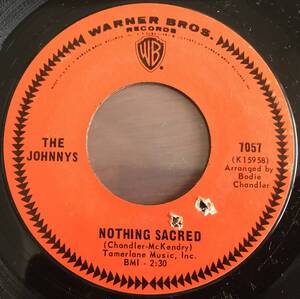 WARNER BROS.
RECORDS
WB
THE
JOHNNYS
7057
(K15958)
Arranged by
Bodie
Chandler
NOTHING SACRED
(Chandler-McKendry)
Tamerlane Music, Inc.
BMI - 2:30